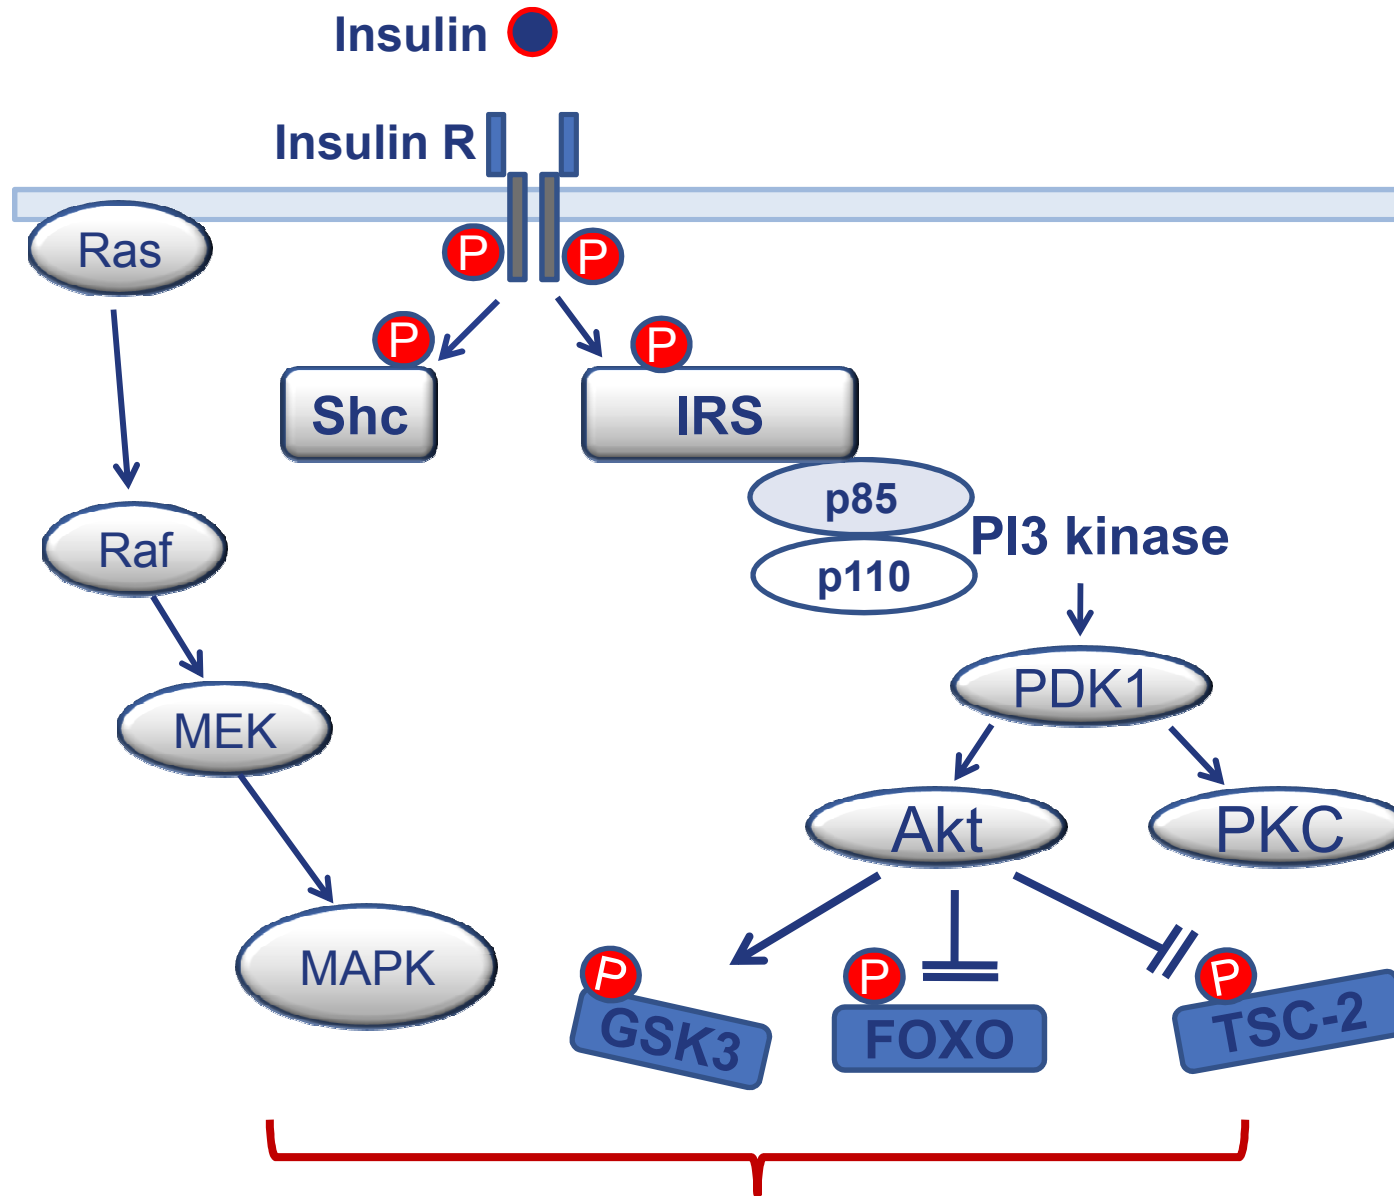 Insulin
Insulin R
Ras
P
P
P
P
Shc
IRS
p85
PI3 kinase
Raf
p110
PDK1
MEK
Akt
PKC
MAPK
P
P
P
GSK3
FOXO
TSC-2